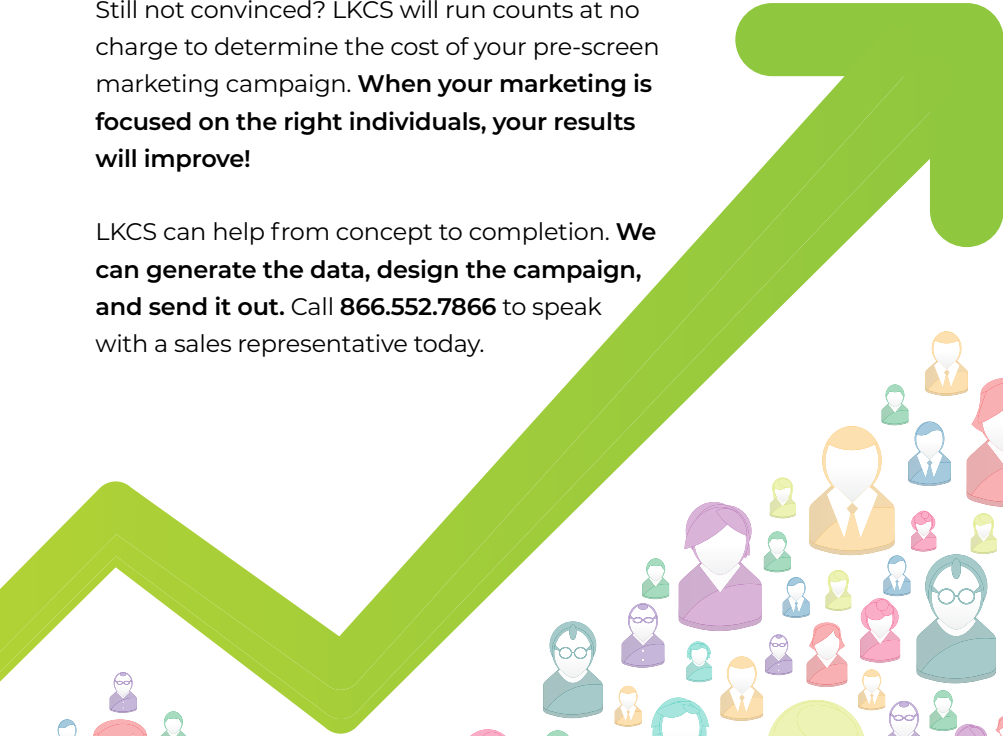 Still not convinced? LKCS will run counts at no
charge to determine the cost of your pre-screen
marketing campaign. When your marketing is
focused on the right individuals, your results
will improve!
LKCS can help from concept to completion. We
can generate the data, design the campaign,
and send it out. Call 866.552.7866 to speak
with a sales representative today.